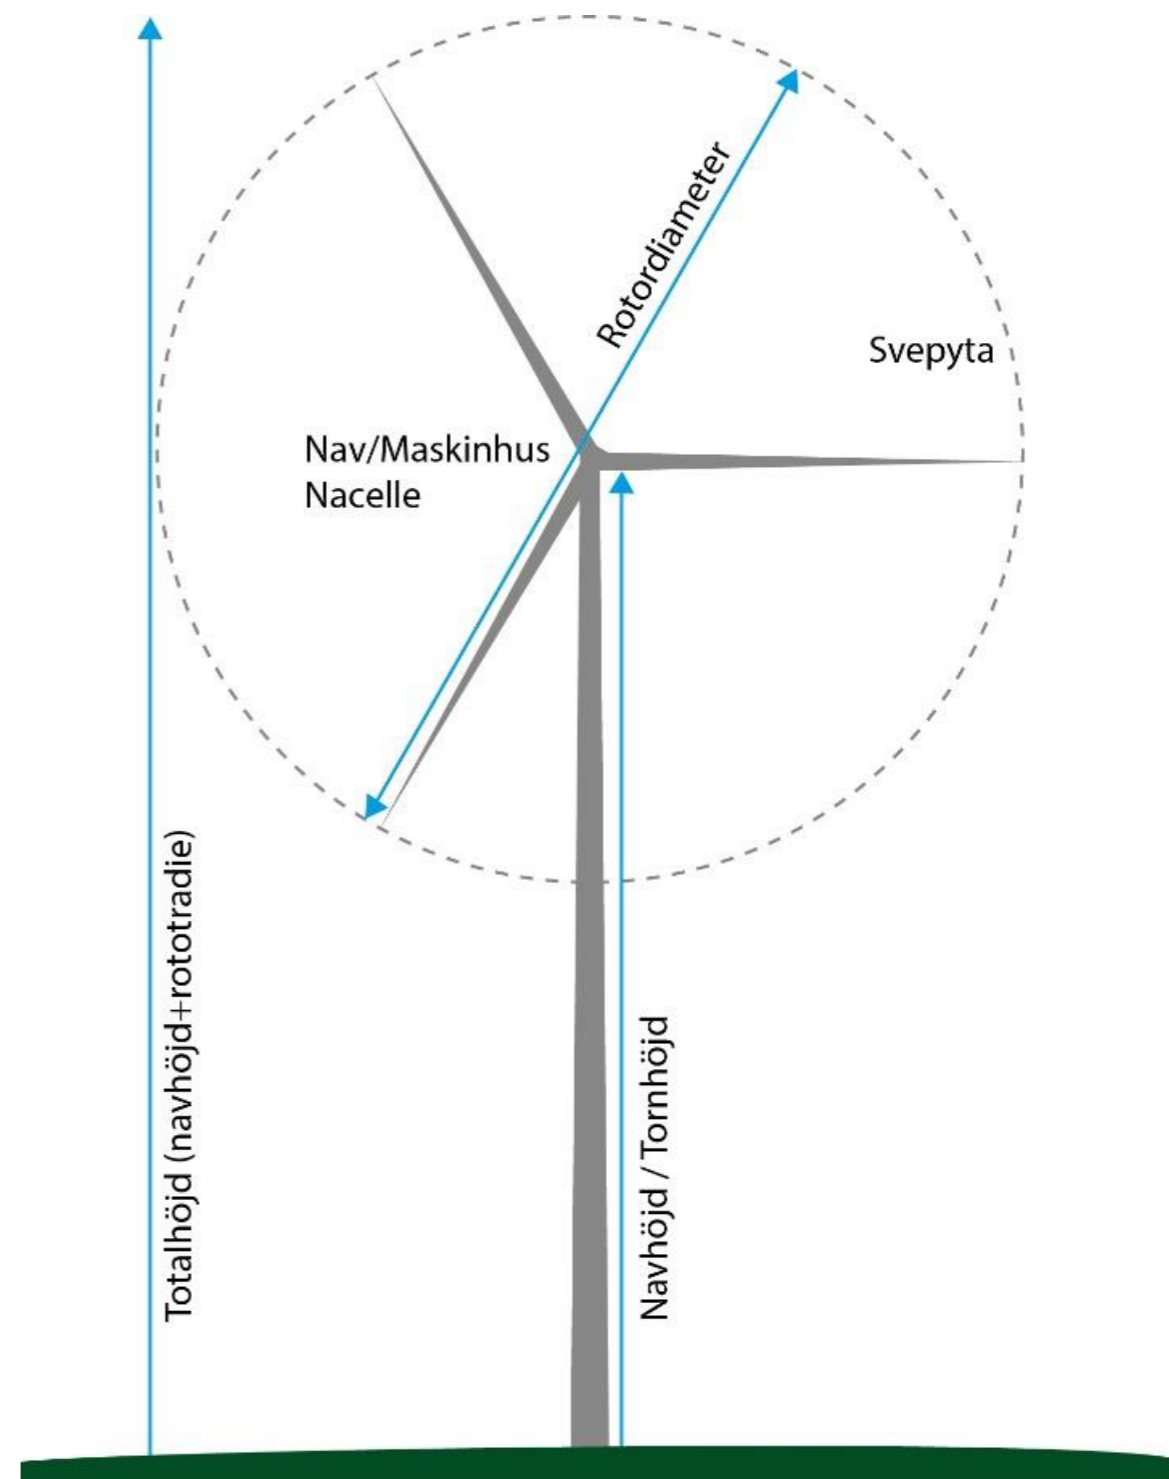 Rotordiameter
Svepyta
Nav/Maskinhus
Nacelle
Totalhöjd (navhöjd+rototradie)
Navhöjd / Tornhöjd